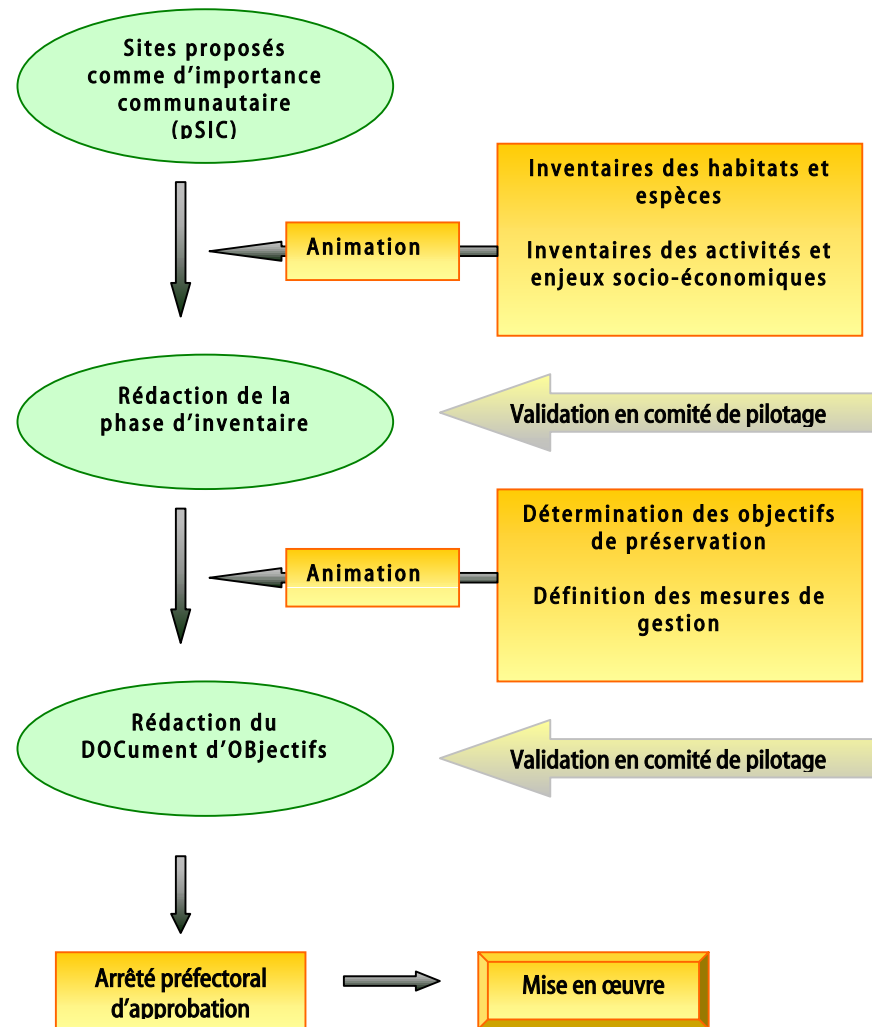 Sites proposés
comme d'importance
communautaire
(pSIC)
Inventaires des habitats et
espèces
Animation
Inventaires des activités et
enjeux socio-économiques
Rédaction de la
phase d'inventaire
Validation en comité de pilotage
Détermination des objectifs
de préservation
Animation
Définition des mesures de
gestion
Rédaction du
DOCument d'OBjectifs
Validation en comité de pilotage
Arrêté préfectoral
d'approbation
Mise en œuvre